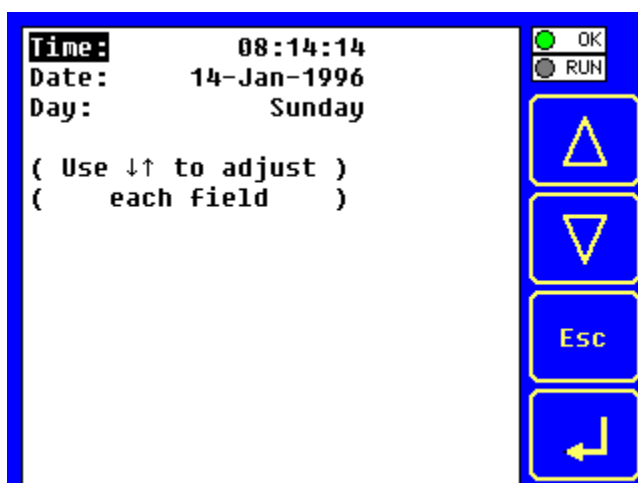 Time: 08:14:14
Date: 14-Jan-1996
Day: Sunday
( Use ↓↑ to adjust )
( each field )
OK
RUN
Esc